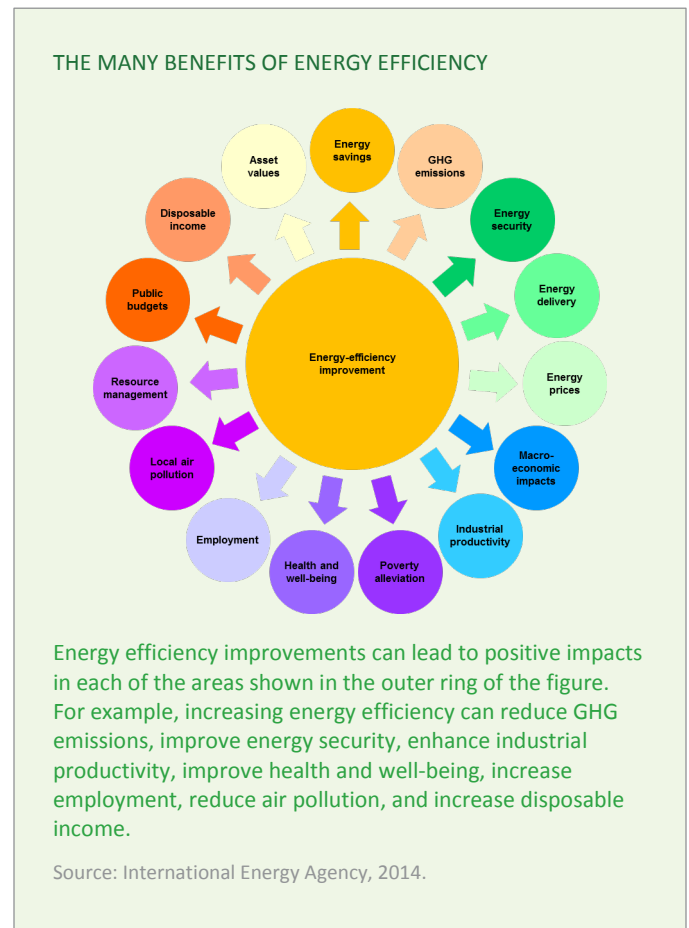 THE MANY BENEFITS OF ENERGY EFFICIENCY
Energy
savings
GHG
emissions
Energy
security
Energy
delivery
Energy
prices
Macro-
economic
impacts
Industrial
productivity
Poverty
alleviation
Health and
well-being
Employment
Local air
pollution
Resource
management
Public
budgets
Disposable
income
Asset
values
Energy-efficiency
improvement
Energy efficiency improvements can lead to positive impacts
in each of the areas shown in the outer ring of the figure.
For example, increasing energy efficiency can reduce GHG
emissions, improve energy security, enhance industrial
productivity, improve health and well-being, increase
employment, reduce air pollution, and increase disposable
income.
Source: International Energy Agency, 2014.